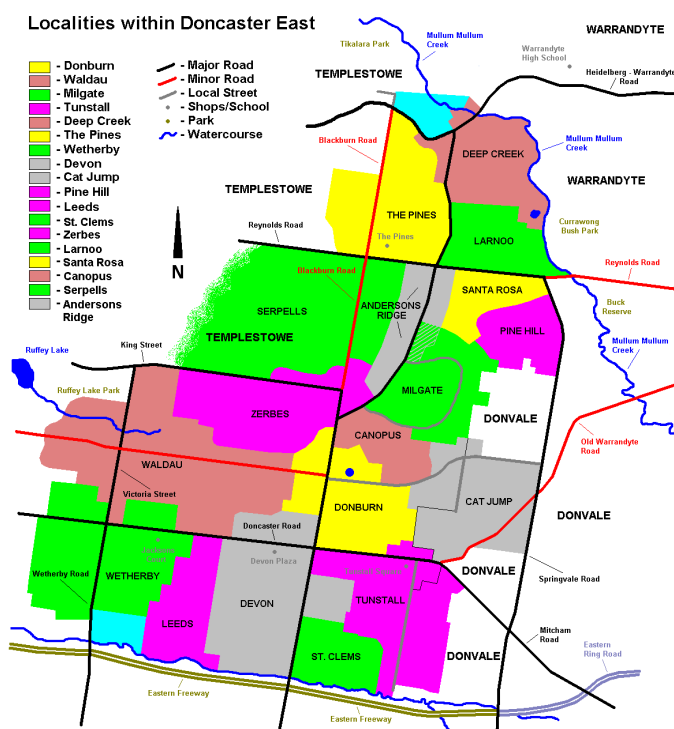 Locations within Doncaster East
- Donburn
- Waldau
- Milgate
- Tunstall
- Deep Creek
- The Pines
- Wetherby
- Devon
- Cat Jump
- Pine Hill
- Leeds
- St. Clems
- Zerbes
- Larnoo
- Santa Rosa
- Canopus
- Serpells
- Andersons
Ridge
- Major Road
- Minor Road
- Local Street
- Shops/School
- Park
- Watercourse
Tikalara Park
Mullum Mullum
Creek
WARRANDYTE
Warrandyte
High School
Heidelberg - Warrandyte
Road
TEMPLESTOWE
Blackburn Road
DEEP CREEK
Mullum Mullum
Creek
WARRANDYTE
TEMPLESTOWE
THE PINES
The Pines
Currawong
Bush Park
Reynolds Road
LARNOO
Reynolds Road
N
Blackburn Road
SERPELLS
ANDERSONS
RIDGE
SANTA ROSA
Buck
Reserve
PINE HILL
TEMPLESTOWE
King Street
Mullum Mullum
Creek
Ruffey Lake
Ruffey Lake Park
MILGATE
ZERBES
DONVALE
CANOPUS
Old Warrandyte
Road
WALDAU
Victoria Street
DONBURN
CAT JUMP
DONVALE
Doncaster Road
Jackson
Court
Devon Plaza
Tunstall Square
DONVALE
Wetherby Road
WETHERBY
Springvale Road
DEVON
TUNSTALL
LEEDS
Mitcham
Road
ST. CLEMS
DONVALE
Eastern
Ring Road
Eastern Freeway
Eastern Freeway